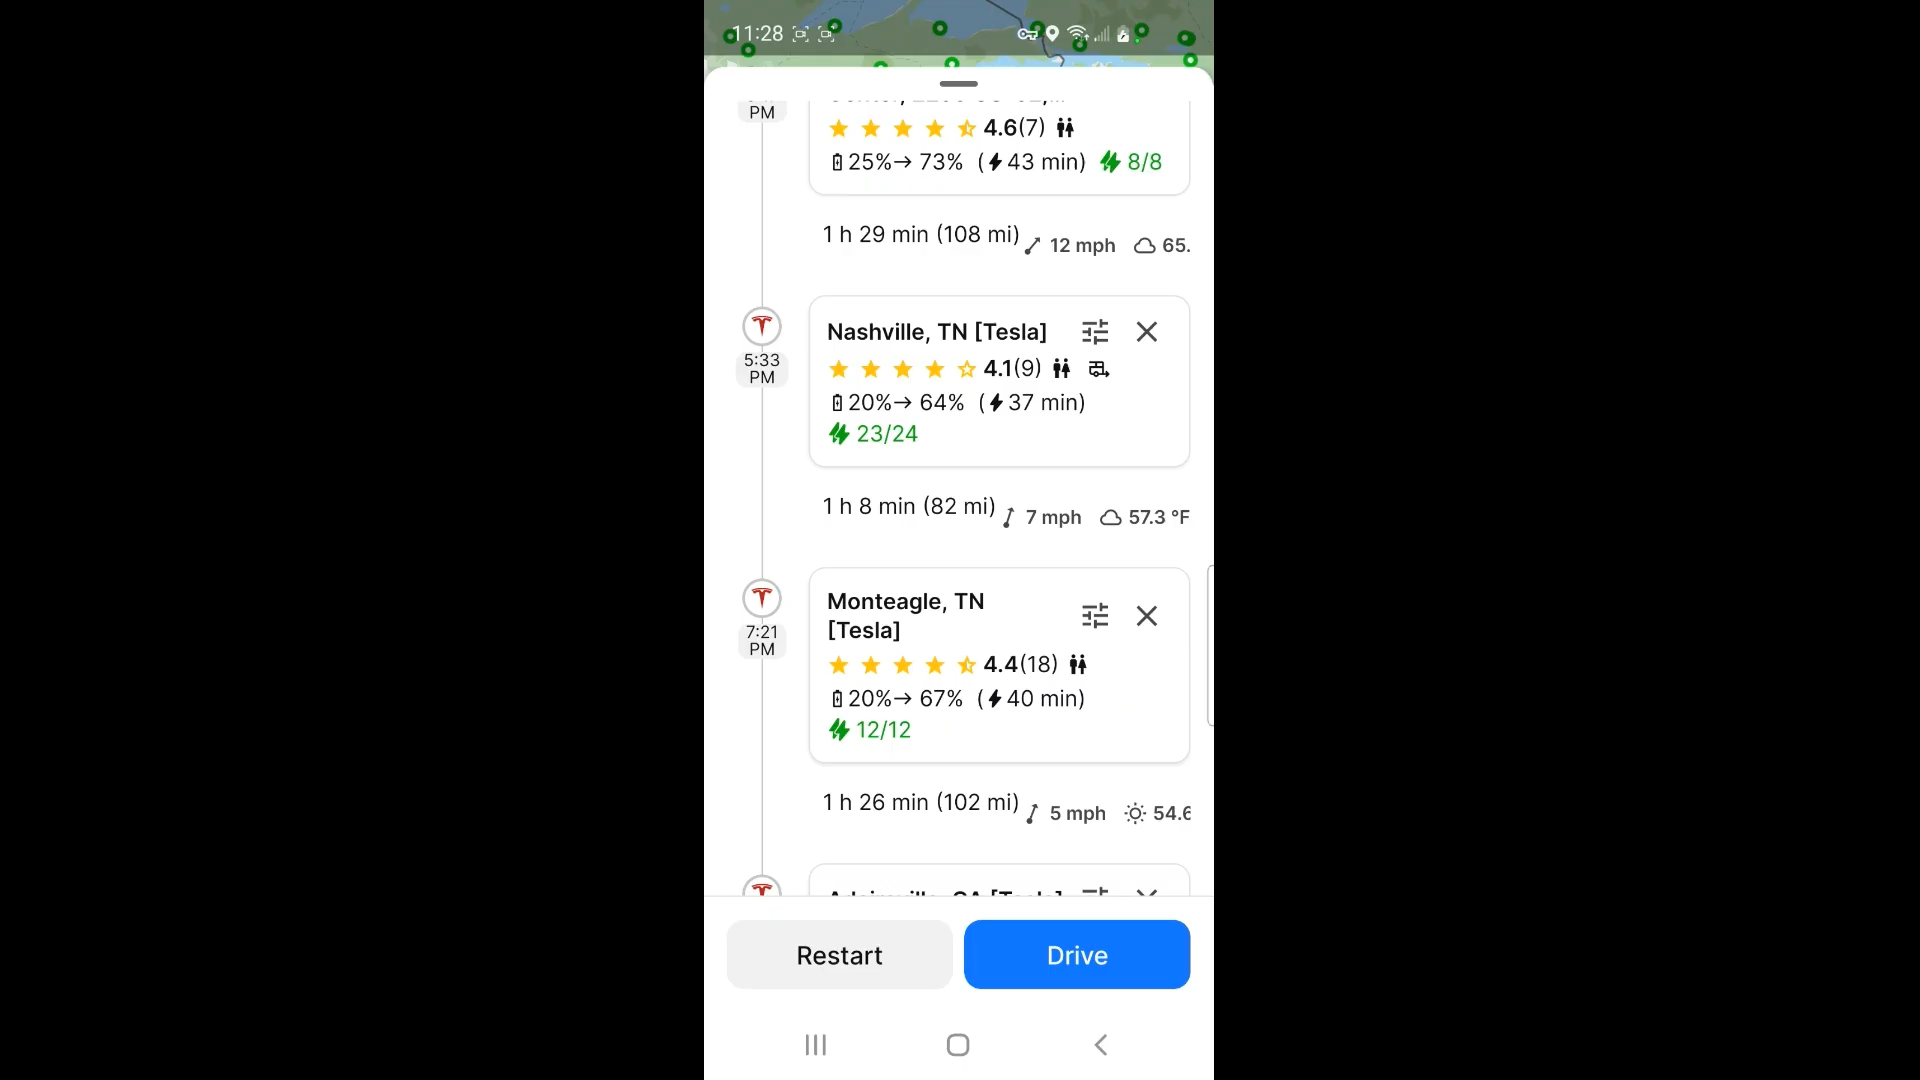 11:28
PM
4.6(7)
25%→ 73% (43 min) 8/8
1 h 29 min (108 mi) 12 mph 65.
Nashville, TN [Tesla]
5:33
PM
4.1(9)
20%→ 64% (37 min)
23/24
1 h 8 min (82 mi) 7 mph 57.3 °F
Monteagle, TN
[Tesla]
7:21
PM
4.4(18)
20%→ 67% (40 min)
12/12
1 h 26 min (102 mi) 5 mph 54.6
Restart
Drive